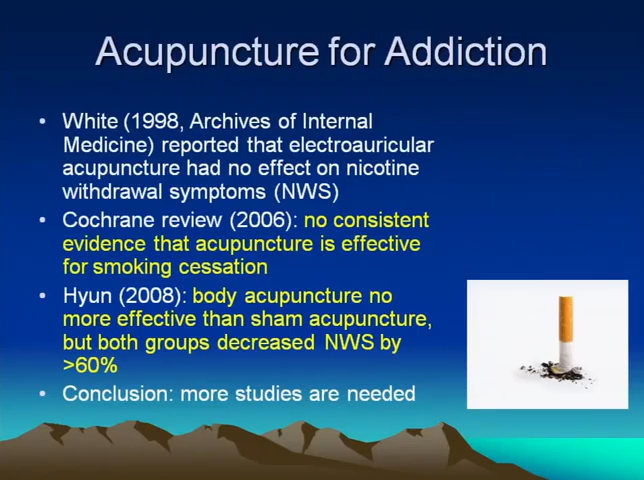 Acupuncture for Addiction
• White (1998, Archives of Internal
Medicine) reported that electroauricular
acupuncture had no effect on nicotine
withdrawal symptoms (NWS)
• Cochrane review (2006): no consistent
evidence that acupuncture is effective
for smoking cessation
• Hyun (2008): body acupuncture no
more effective than sham acupuncture,
but both groups decreased NWS by
>60%
• Conclusion: more studies are needed